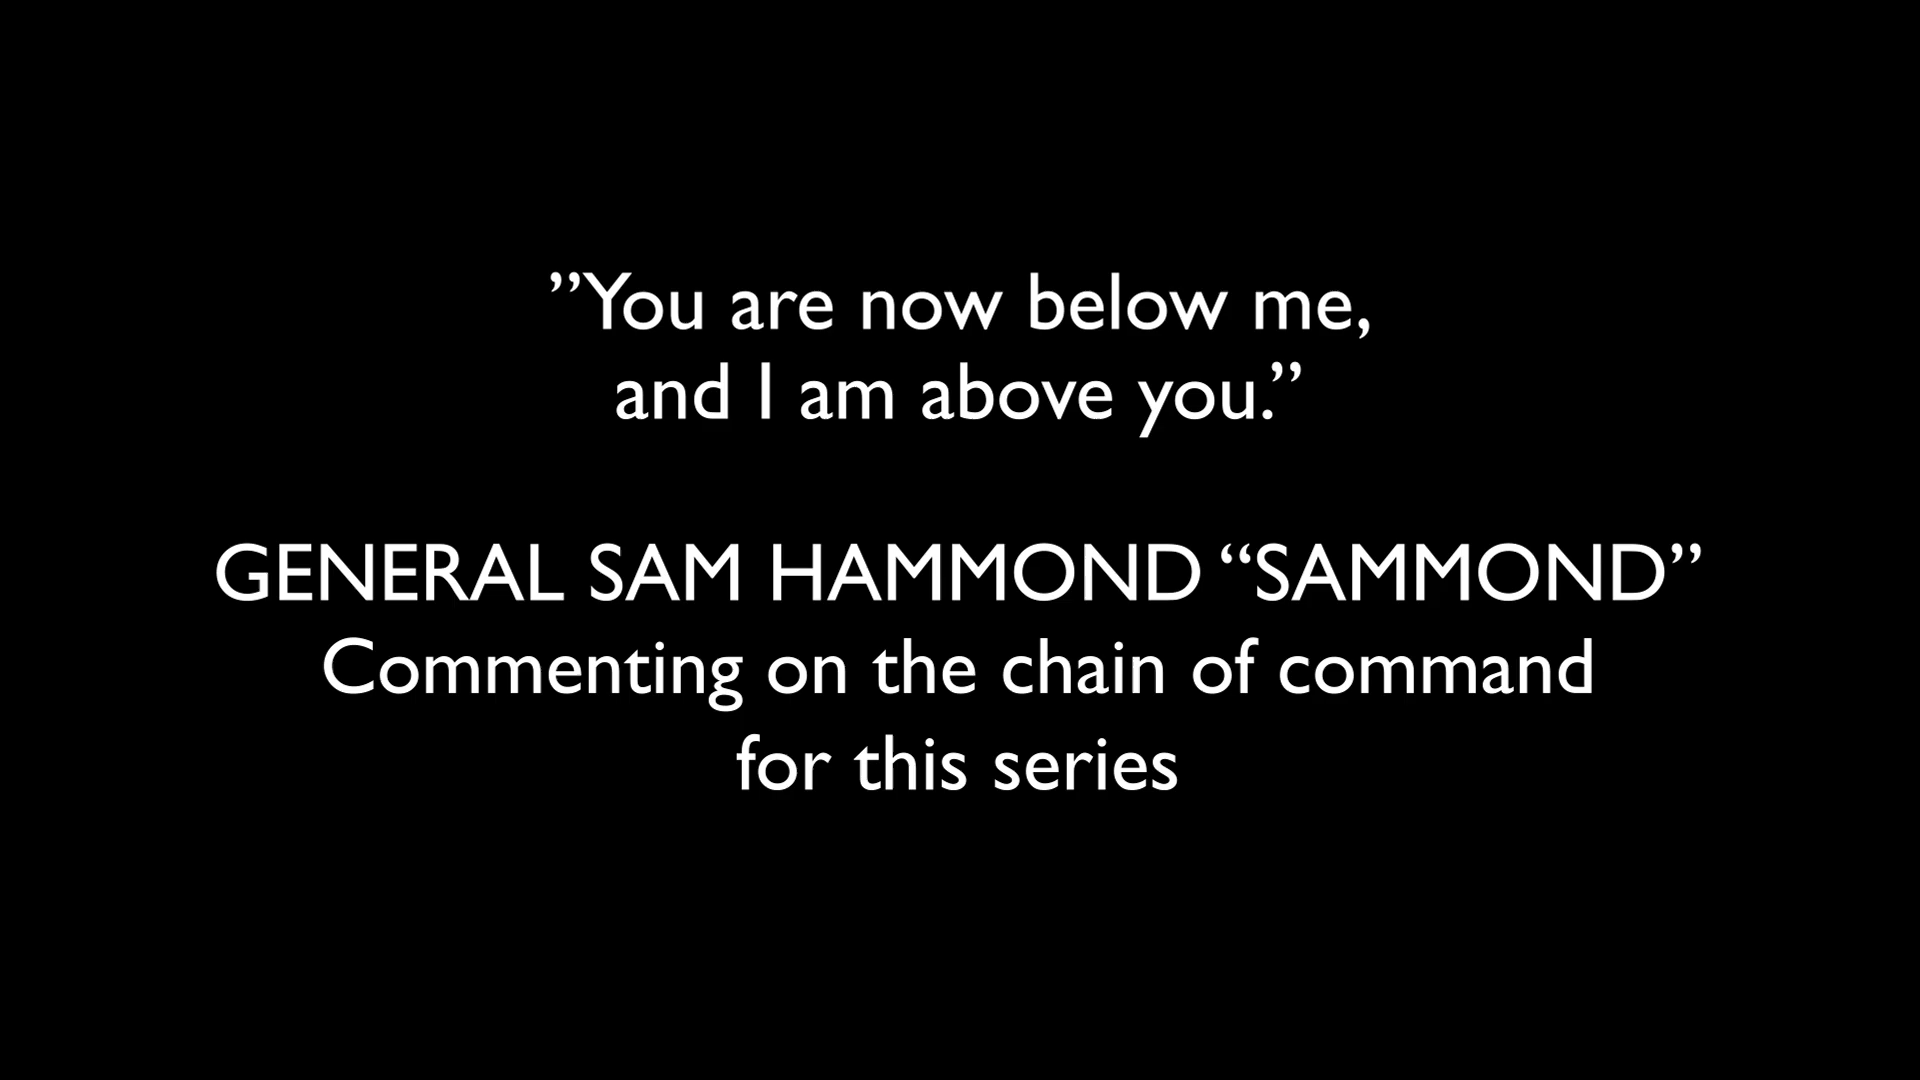 ”You are now below me,
and I am above you.”
GENERAL SAM HAMMOND “SAMMOND”
Commenting on the chain of command
for this series